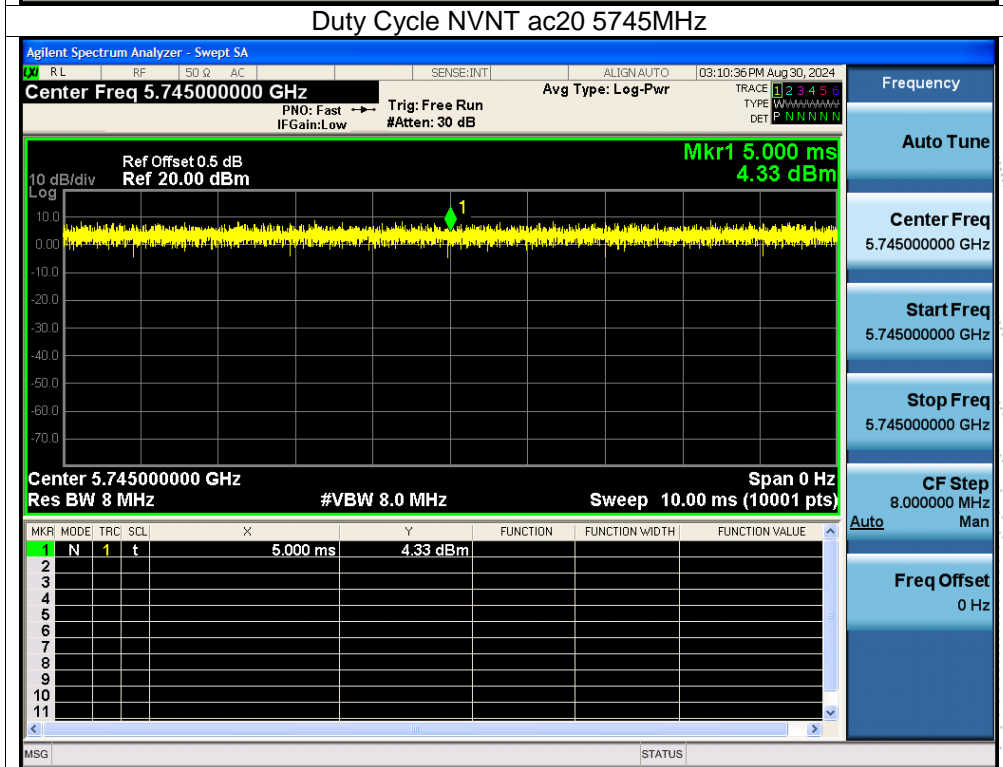 Duty Cycle NVNT ac20 5745MHz
Agilent Spectrum Analyzer - Swept SA
LXI RL RF 50 Ω AC SENSE:INT ALIGN AUTO 03:10:36 PM Aug 30, 2024
Center Freq 5.745000000 GHz
PNO: Fast
IFGain:Low
Trig: Free Run
#Atten: 30 dB
Avg Type: Log-Pwr
TRACE 1 2 3 4 5 6
TYPE WWWWWW
DET P N N N N N
Mkr1 5.000 ms
4.33 dBm
Ref Offset 0.5 dB
10 dB/div Ref 20.00 dBm
Log
1
10.0
0.00
-10.0
-20.0
-30.0
-40.0
-50.0
-60.0
-70.0
Center 5.745000000 GHz Span 0 Hz
Res BW 8 MHz #VBW 8.0 MHz Sweep 10.00 ms (10001 pts)
MKR MODE TRC SCL X Y FUNCTION FUNCTION WIDTH FUNCTION VALUE
1 N 1 t 5.000 ms 4.33 dBm
2
3
4
5
6
7
8
9
10
11
MSG STATUS
Frequency
Auto Tune
Center Freq
5.745000000 GHz
Start Freq
5.745000000 GHz
Stop Freq
5.745000000 GHz
CF Step
8.000000 MHz
Auto Man
Freq Offset
0 Hz